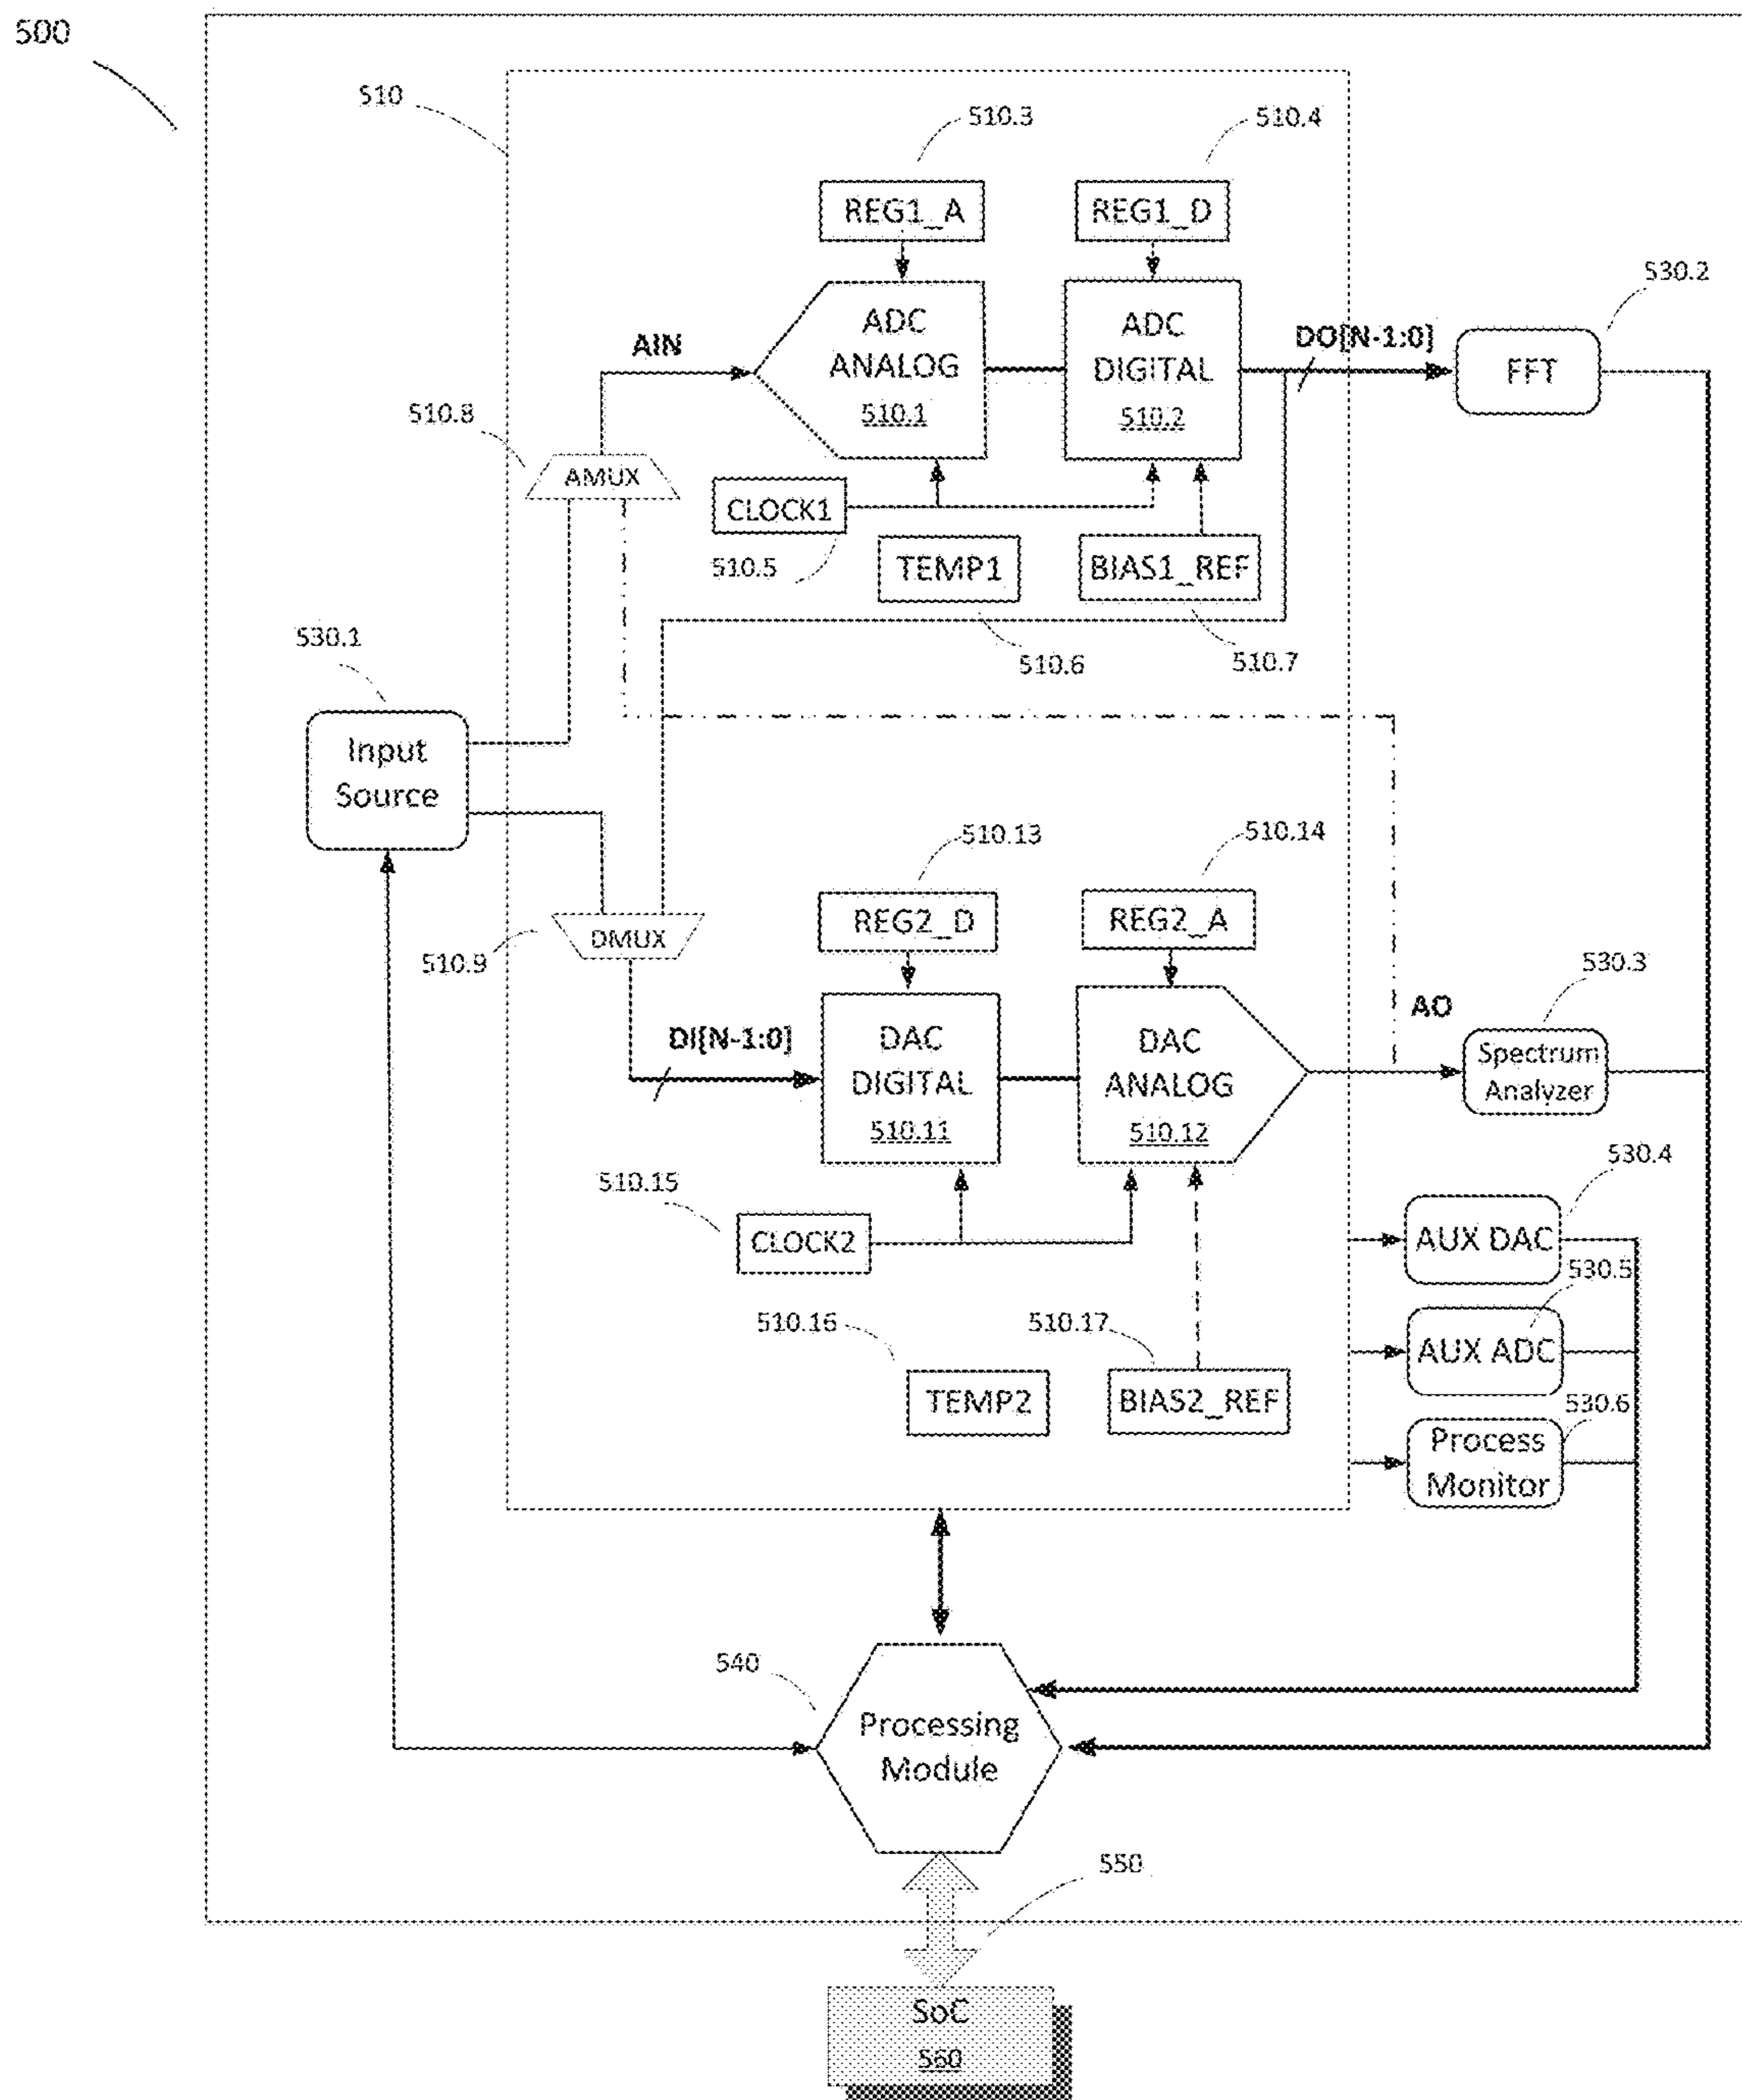 500
510
510.3
510.4
REG1_A
REG1_D
530.2
ADC
ANALOG
510.1
ADC
DIGITAL
510.2
AIN
DO[N-1:0]
FFT
510.8
AMUX
CLOCK1
510.5
TEMP1
BIAS1_REF
510.6
510.7
530.1
Input
Source
510.13
510.14
REG2_D
REG2_A
DMUX
510.9
530.3
AO
DI[N-1:0]
DAC
DIGITAL
510.11
DAC
ANALOG
510.12
Spectrum
Analyzer
510.15
CLOCK2
530.4
AUX DAC
530.5
510.16
510.17
AUX ADC
TEMP2
BIAS2_REF
530.6
Process
Monitor
540
Processing
Module
550
SoC
560